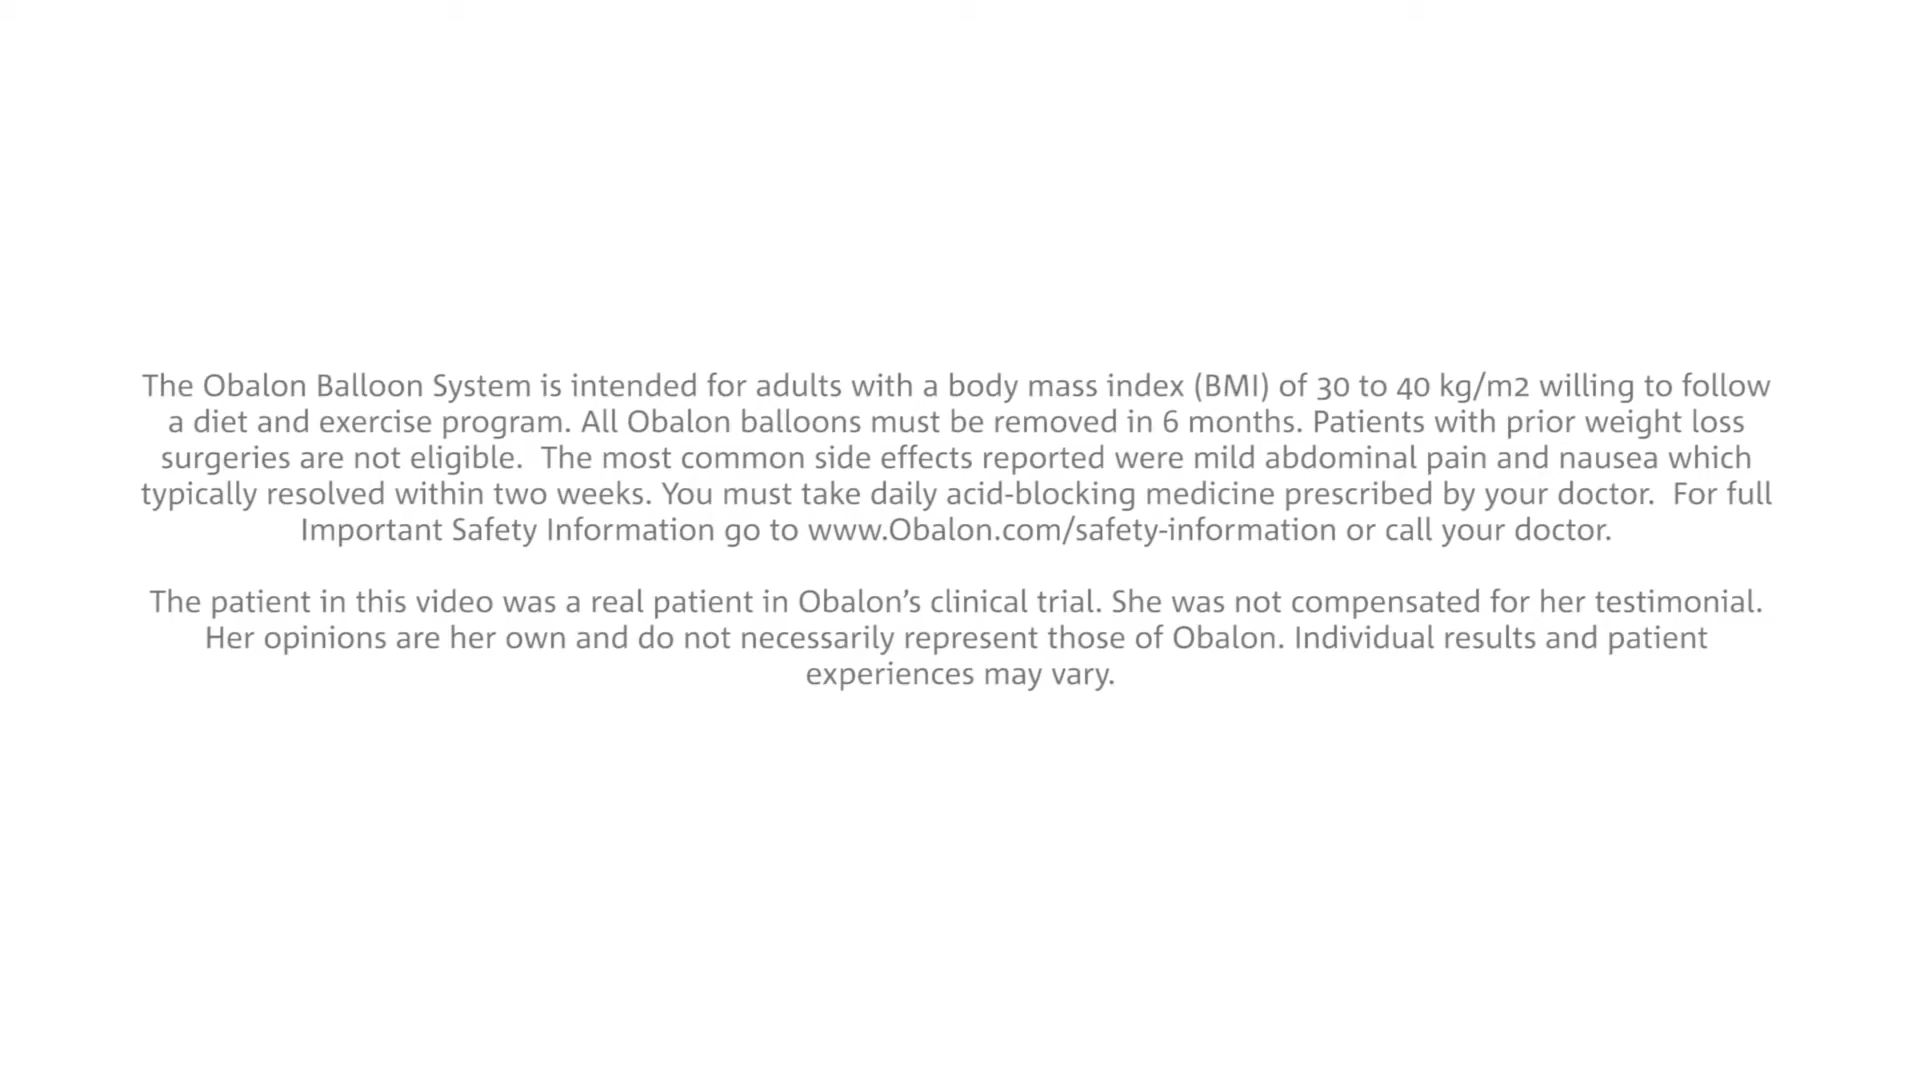 The Obalon Balloon System is intended for adults with a body mass index (BMI) of 30 to 40 kg/m2 willing to follow
a diet and exercise program. All Obalon balloons must be removed in 6 months. Patients with prior weight loss
surgeries are not eligible.  The most common side effects reported were mild abdominal pain and nausea which
typically resolved within two weeks. You must take daily acid-blocking medicine prescribed by your doctor.  For full
Important Safety Information go to www.Obalon.com/safety-information or call your doctor.
The patient in this video was a real patient in Obalon’s clinical trial. She was not compensated for her testimonial.
Her opinions are her own and do not necessarily represent those of Obalon. Individual results and patient
experiences may vary.